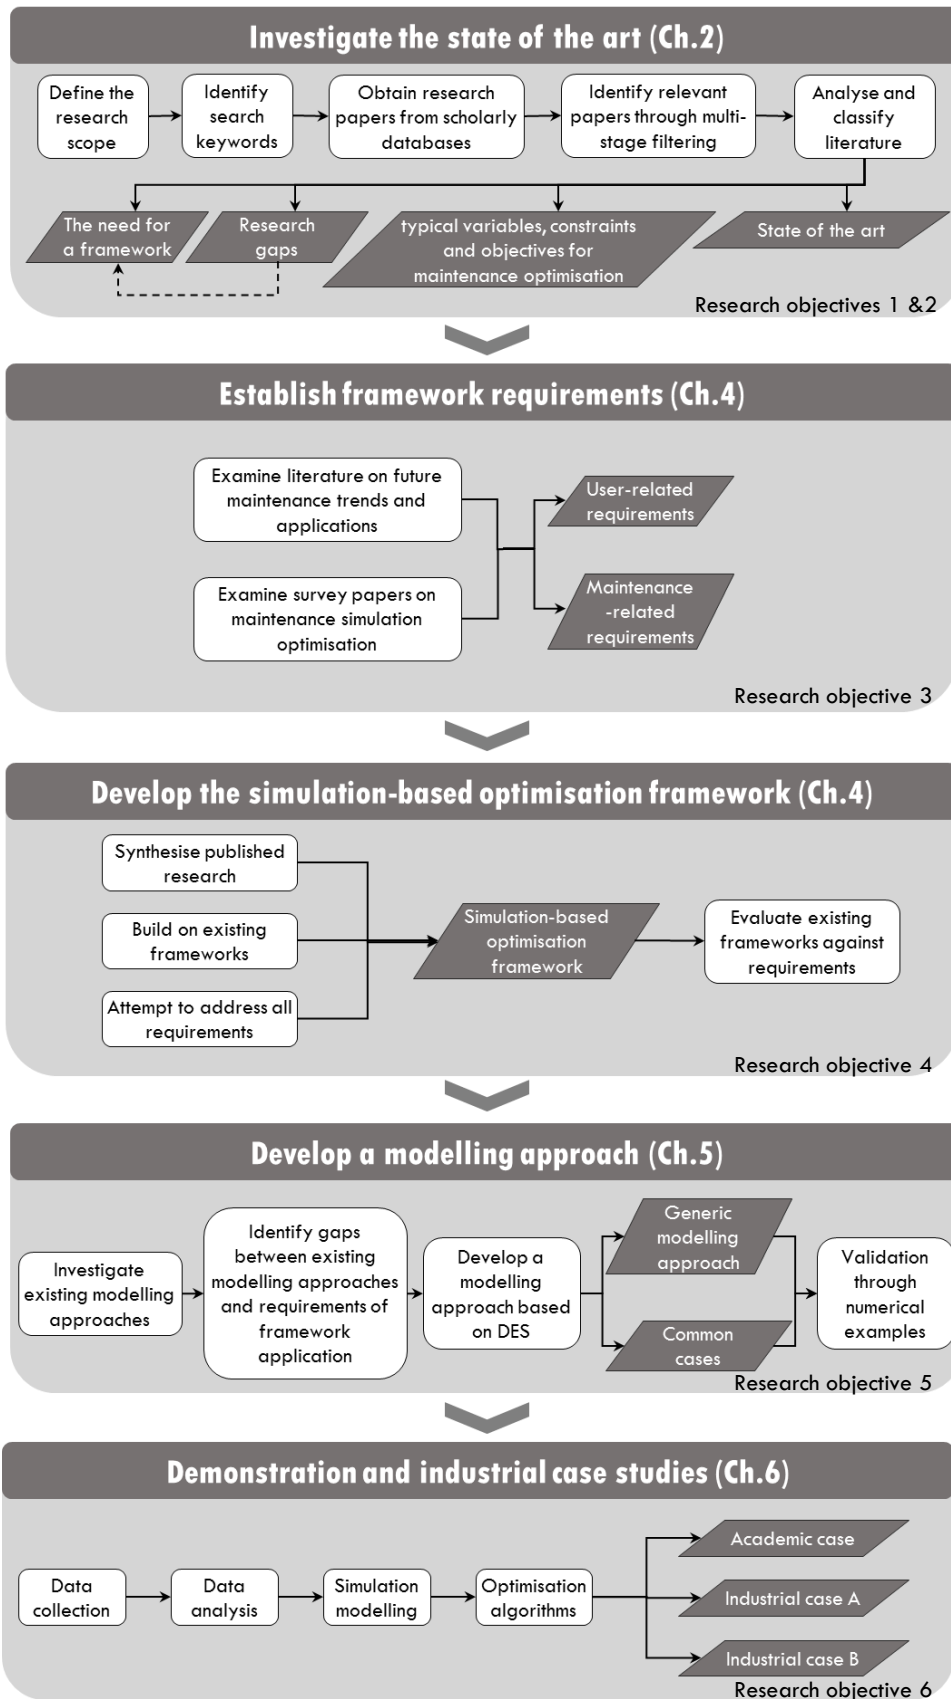 Investigate the state of the art (Ch.2)
Define the
research
scope
Identify
search
keywords
Obtain research
papers from scholarly
databases
Identify relevant
papers through multi-
stage filtering
Analyse and
classify
literature
The need for
a framework
Research
gaps
typical variables, constraints
and objectives for
maintenance optimisation
State of the art
Research objectives 1 &2
Establish framework requirements (Ch.4)
Examine literature on future
maintenance trends and
applications
User-related
requirements
Examine survey papers on
maintenance simulation
optimisation
Maintenance
-related
requirements
Research objective 3
Develop the simulation-based optimisation framework (Ch.4)
Synthesise published
research
Build on existing
frameworks
Attempt to address all
requirements
Simulation-based
optimisation
framework
Evaluate existing
frameworks against
requirements
Research objective 4
Develop a modelling approach (Ch.5)
Investigate
existing modelling
approaches
Identify gaps
between existing
modelling approaches
and requirements of
framework
application
Develop a
modelling
approach based
on DES
Generic
modelling
approach
Common
cases
Validation
through
numerical
examples
Research objective 5
Demonstration and industrial case studies (Ch.6)
Data
collection
Data
analysis
Simulation
modelling
Optimisation
algorithms
Academic case
Industrial case A
Industrial case B
Research objective 6